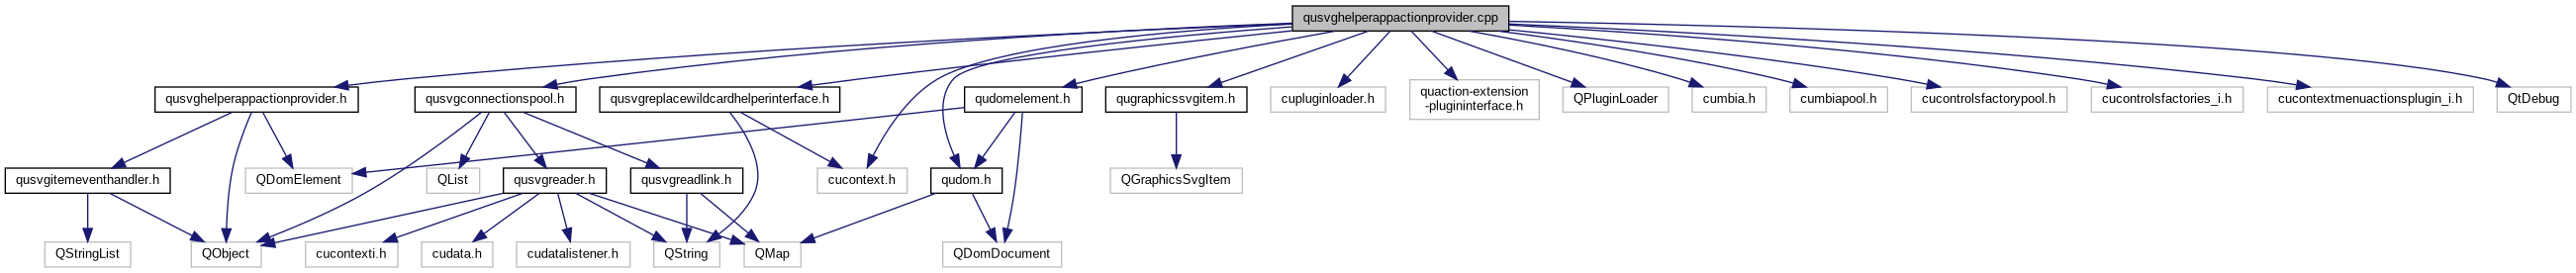 qusvghelperappactionprovider.cpp
qusvghelperappactionprovider.h
qusvgconnectionspool.h
qusvgreplacewildcardhelperinterface.h
qudomelement.h
qugraphicssvgitem.h
cupluginloader.h
quaction-extension
-plugininterface.h
QPluginLoader
cumbia.h
cumbiapool.h
cucontrolsfactorypool.h
cucontrolsfactories_i.h
cucontextmenuactionsplugin_i.h
QtDebug
qusvgitemeventhandler.h
QDomElement
QList
qusvgreader.h
qusvgreadlink.h
cucontext.h
qudom.h
QGraphicsSvgItem
QStringList
QObject
cucontexti.h
cudata.h
cudatalistener.h
QString
QMap
QDomDocument